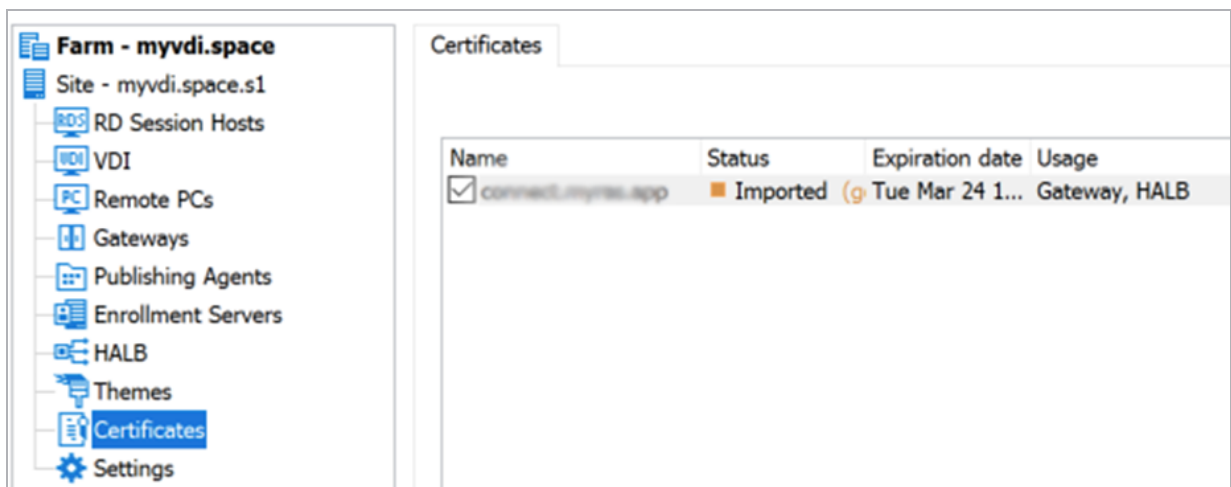 Farm - myvdi.space
Site - myvdi.space.s1
RDS RD Session Hosts
VDI VDI
PC Remote PCs
Gateways
Publishing Agents
Enrollment Servers
HALB
Themes
Certificates
Settings
Certificates
Name Status Expiration date Usage
Imported (g Tue Mar 24 1... Gateway, HALB